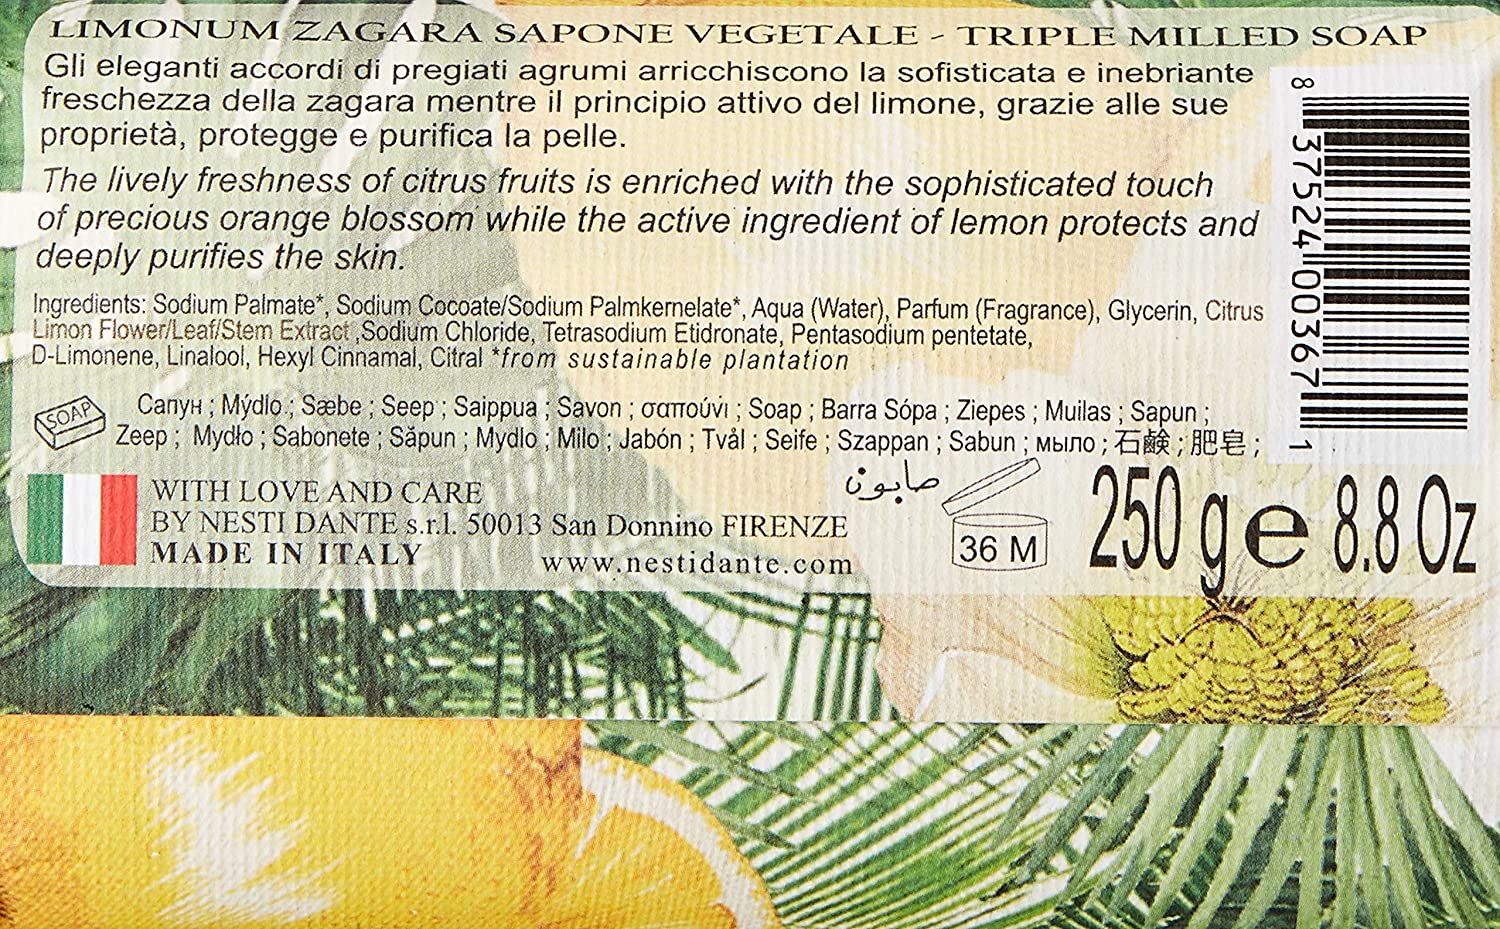 LIMONUM ZAGARA SAPONE VEGETALE - TRIPLE MILLED SOAP
Gli eleganti accordi di pregiati agrumi arricchiscono la sofisticata e inebriante
freschezza della zagara mentre il principio attivo del limone, grazie alle sue
proprietà, protegge e purifica la pelle.
The lively freshness of citrus fruits is enriched with the sophisticated touch
of precious orange blossom while the active ingredient of lemon protects and
deeply purifies the skin.
Ingredients: Sodium Palmate*, Sodium Cocoate/Sodium Palmkernelate*, Aqua (Water), Parfum (Fragrance), Glycerin, Citrus
Limon Flower/Leaf/Stem Extract ,Sodium Chloride, Tetrasodium Etidronate, Pentasodium pentetate,
D-Limonene, Linalool, Hexyl Cinnamal, Citral *from sustainable plantation
SOAP
Сапун ; Mýdlo ; Sæbe ; Seep ; Saippua ; Savon ; σαπούνι ; Soap ; Barra Sópa ; Ziepes ; Muilas ; Sapun ;
Zeep ; Mydło ; Sabonete ; Săpun ; Mydlo ; Milo ; Jabón ; Tvål ; Seife ; Szappan ; Sabun ; мыло ; 石鹸 ; 肥皂 ;
صابون
WITH LOVE AND CARE
BY NESTI DANTE s.r.l. 50013 San Donnino FIRENZE
MADE IN ITALY
www.nestidante.com
36 M
250 g e 8.8 Oz
8 37524 00367 1